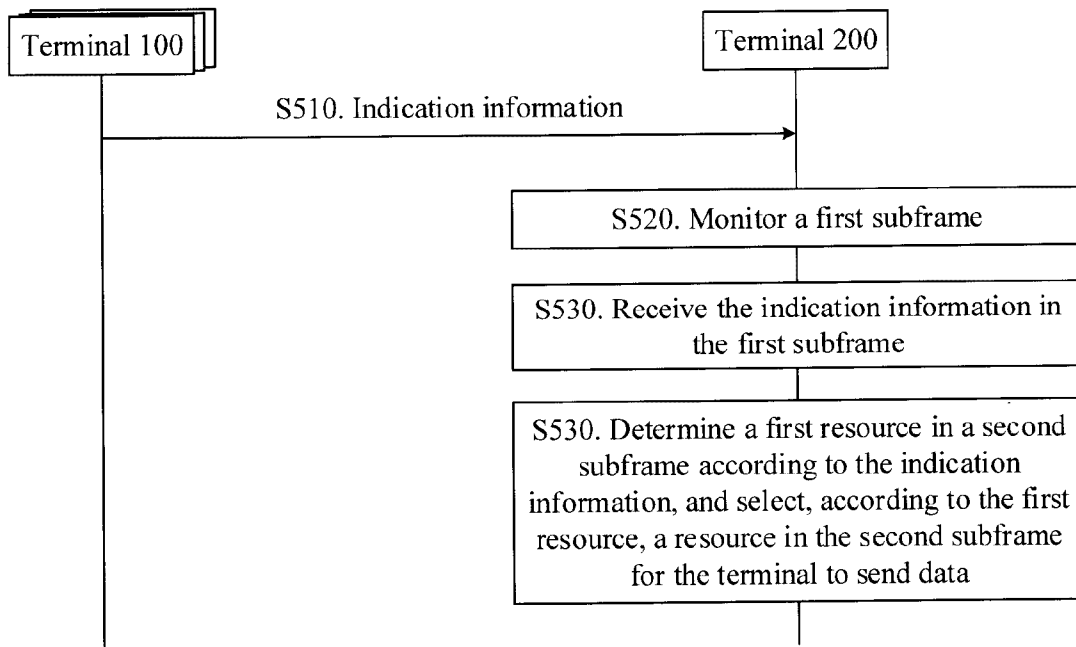 Terminal 100
Terminal 200
S510. Indication information
S520. Monitor a first subframe
S530. Receive the indication information in
the first subframe
S530. Determine a first resource in a second
subframe according to the indication
information, and select, according to the first
resource, a resource in the second subframe
for the terminal to send data